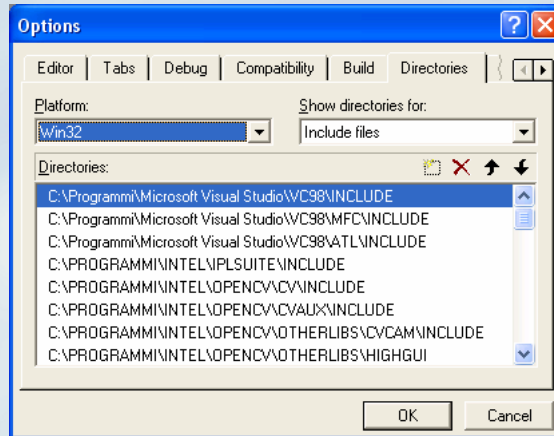 Options
Editor Tabs Debug Compatibility Build Directories
Platform: Show directories for:
Win32 Include files
Directories:
C:\Programmi\Microsoft Visual Studio\VC98\INCLUDE
C:\Programmi\Microsoft Visual Studio\VC98\MFC\INCLUDE
C:\Programmi\Microsoft Visual Studio\VC98\ATL\INCLUDE
C:\PROGRAMMI\INTEL\IPLSUITE\INCLUDE
C:\PROGRAMMI\INTEL\OPENCV\CV\INCLUDE
C:\PROGRAMMI\INTEL\OPENCV\CVAUX\INCLUDE
C:\PROGRAMMI\INTEL\OPENCV\OTHERLIBS\CVCAM\INCLUDE
C:\PROGRAMMI\INTEL\OPENCV\OTHERLIBS\HIGHGUI
OK Cancel